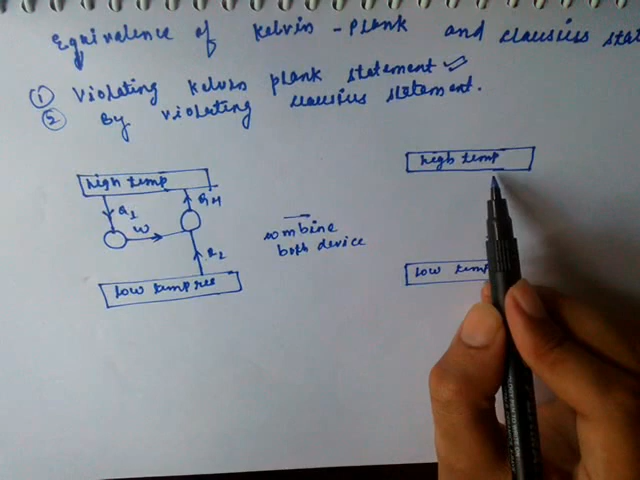 Equivalence of Kelvin - Plank and Clausius stat
① Violating Kelvin plank statement ✓
② By violating Clausius statement.
High temp
High temp
Q1
QH
W
Combine
both device
Q2
Low temp res
Low temp